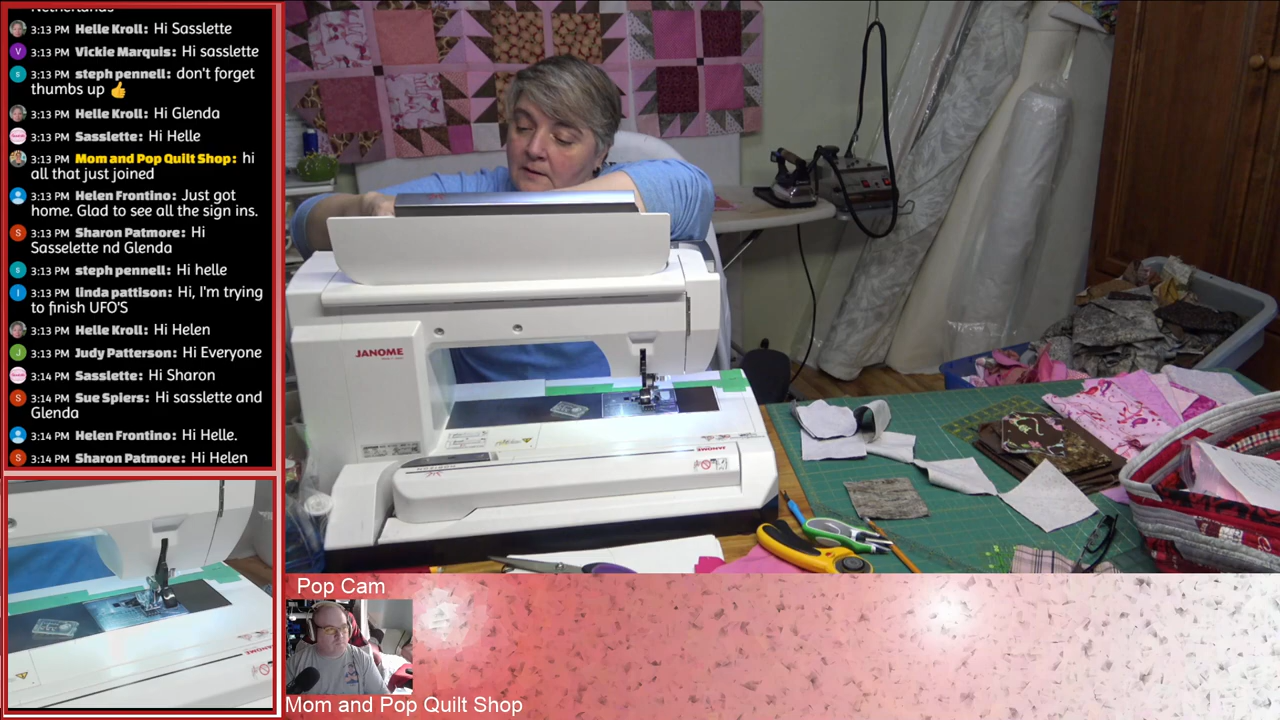 Netherlands
3:13 PM Helle Kroll: Hi Sasslette
3:13 PM Vickie Marquis: Hi sasslette
3:13 PM steph pennell: don't forget
thumbs up 👍
3:13 PM Helle Kroll: Hi Glenda
3:13 PM Sasslette: Hi Helle
3:13 PM Mom and Pop Quilt Shop: hi
all that just joined
3:13 PM Helen Frontino: Just got
home. Glad to see all the sign ins.
3:13 PM Sharon Patmore: Hi
Sasselette nd Glenda
3:13 PM steph pennell: Hi helle
3:13 PM linda pattison: Hi, I'm trying
to finish UFO'S
3:13 PM Helle Kroll: Hi Helen
3:13 PM Judy Patterson: Hi Everyone
3:14 PM Sasslette: Hi Sharon
3:14 PM Sue Spiers: Hi sasslette and
Glenda
3:14 PM Helen Frontino: Hi Helle.
3:14 PM Sharon Patmore: Hi Helen
JANOME
JANOME
JANOME
Pop Cam
Mom and Pop Quilt Shop